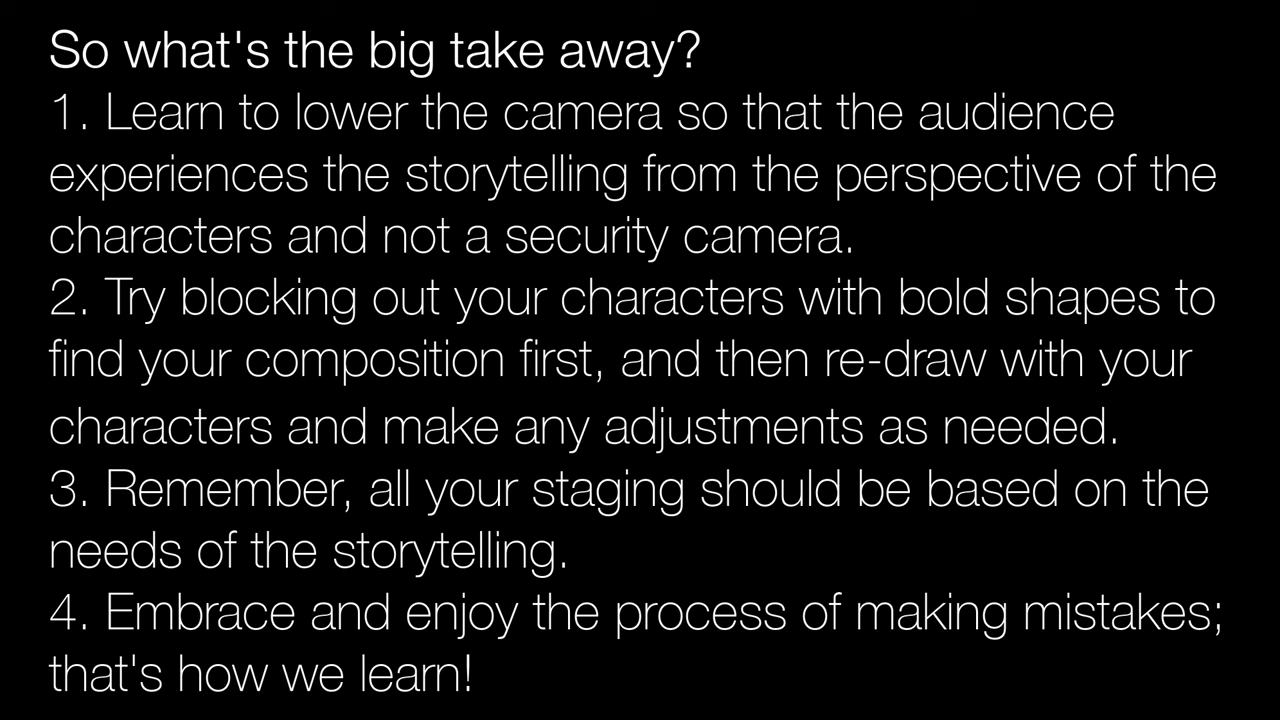 So what's the big take away?
1. Learn to lower the camera so that the audience
experiences the storytelling from the perspective of the
characters and not a security camera.
2. Try blocking out your characters with bold shapes to
find your composition first, and then re-draw with your
characters and make any adjustments as needed.
3. Remember, all your staging should be based on the
needs of the storytelling.
4. Embrace and enjoy the process of making mistakes;
that's how we learn!